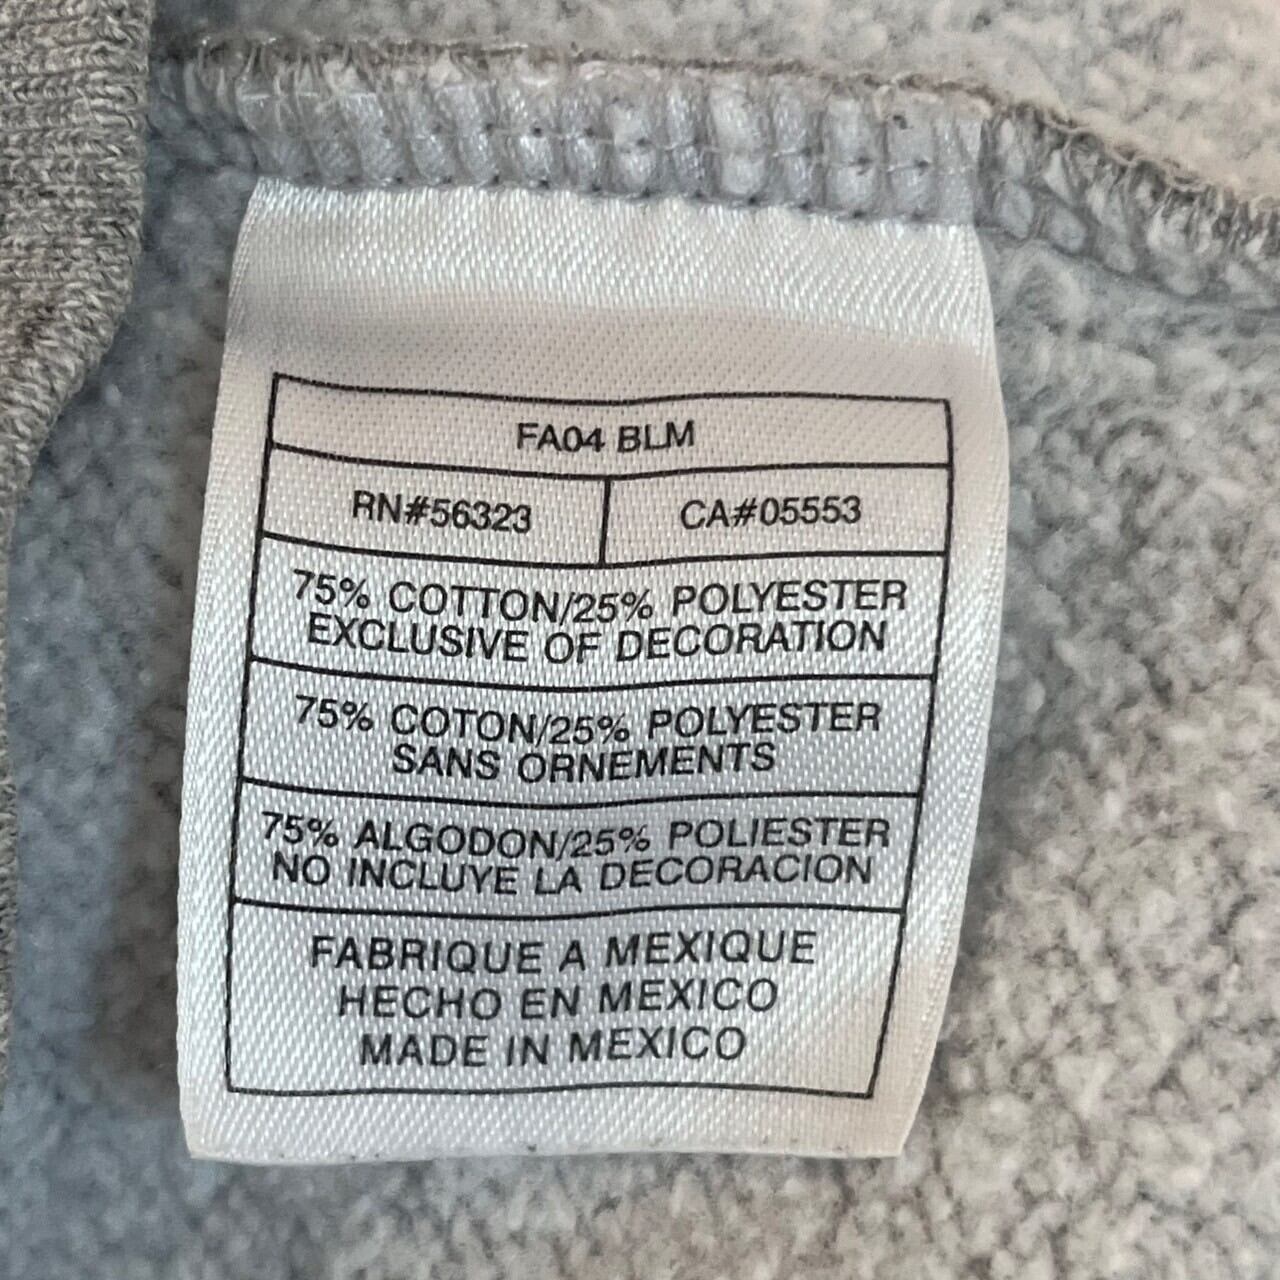 FA04 BLM
RN#56323
CA#05553
75% COTTON/25% POLYESTER
EXCLUSIVE OF DECORATION
75% COTON/25% POLYESTER
SANS ORNEMENTS
75% ALGODON/25% POLIESTER
NO INCLUYE LA DECORACION
FABRIQUE A MEXIQUE
HECHO EN MEXICO
MADE IN MEXICO